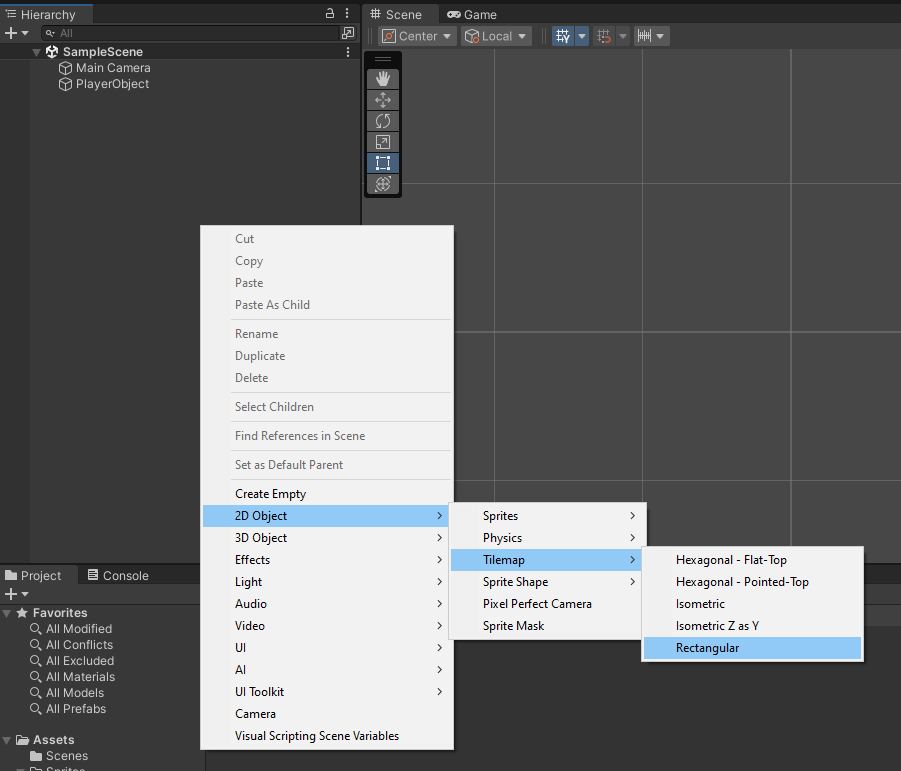 Hierarchy
All
SampleScene
Main Camera
PlayerObject
Scene
Game
Center
Local
Cut
Copy
Paste
Paste As Child
Rename
Duplicate
Delete
Select Children
Find References in Scene
Set as Default Parent
Create Empty
2D Object
3D Object
Effects
Light
Audio
Video
UI
AI
UI Toolkit
Camera
Visual Scripting Scene Variables
Sprites
Physics
Tilemap
Sprite Shape
Pixel Perfect Camera
Sprite Mask
Hexagonal - Flat-Top
Hexagonal - Pointed-Top
Isometric
Isometric Z as Y
Rectangular
Project
Console
Favorites
All Modified
All Conflicts
All Excluded
All Materials
All Models
All Prefabs
Assets
Scenes
Sprites